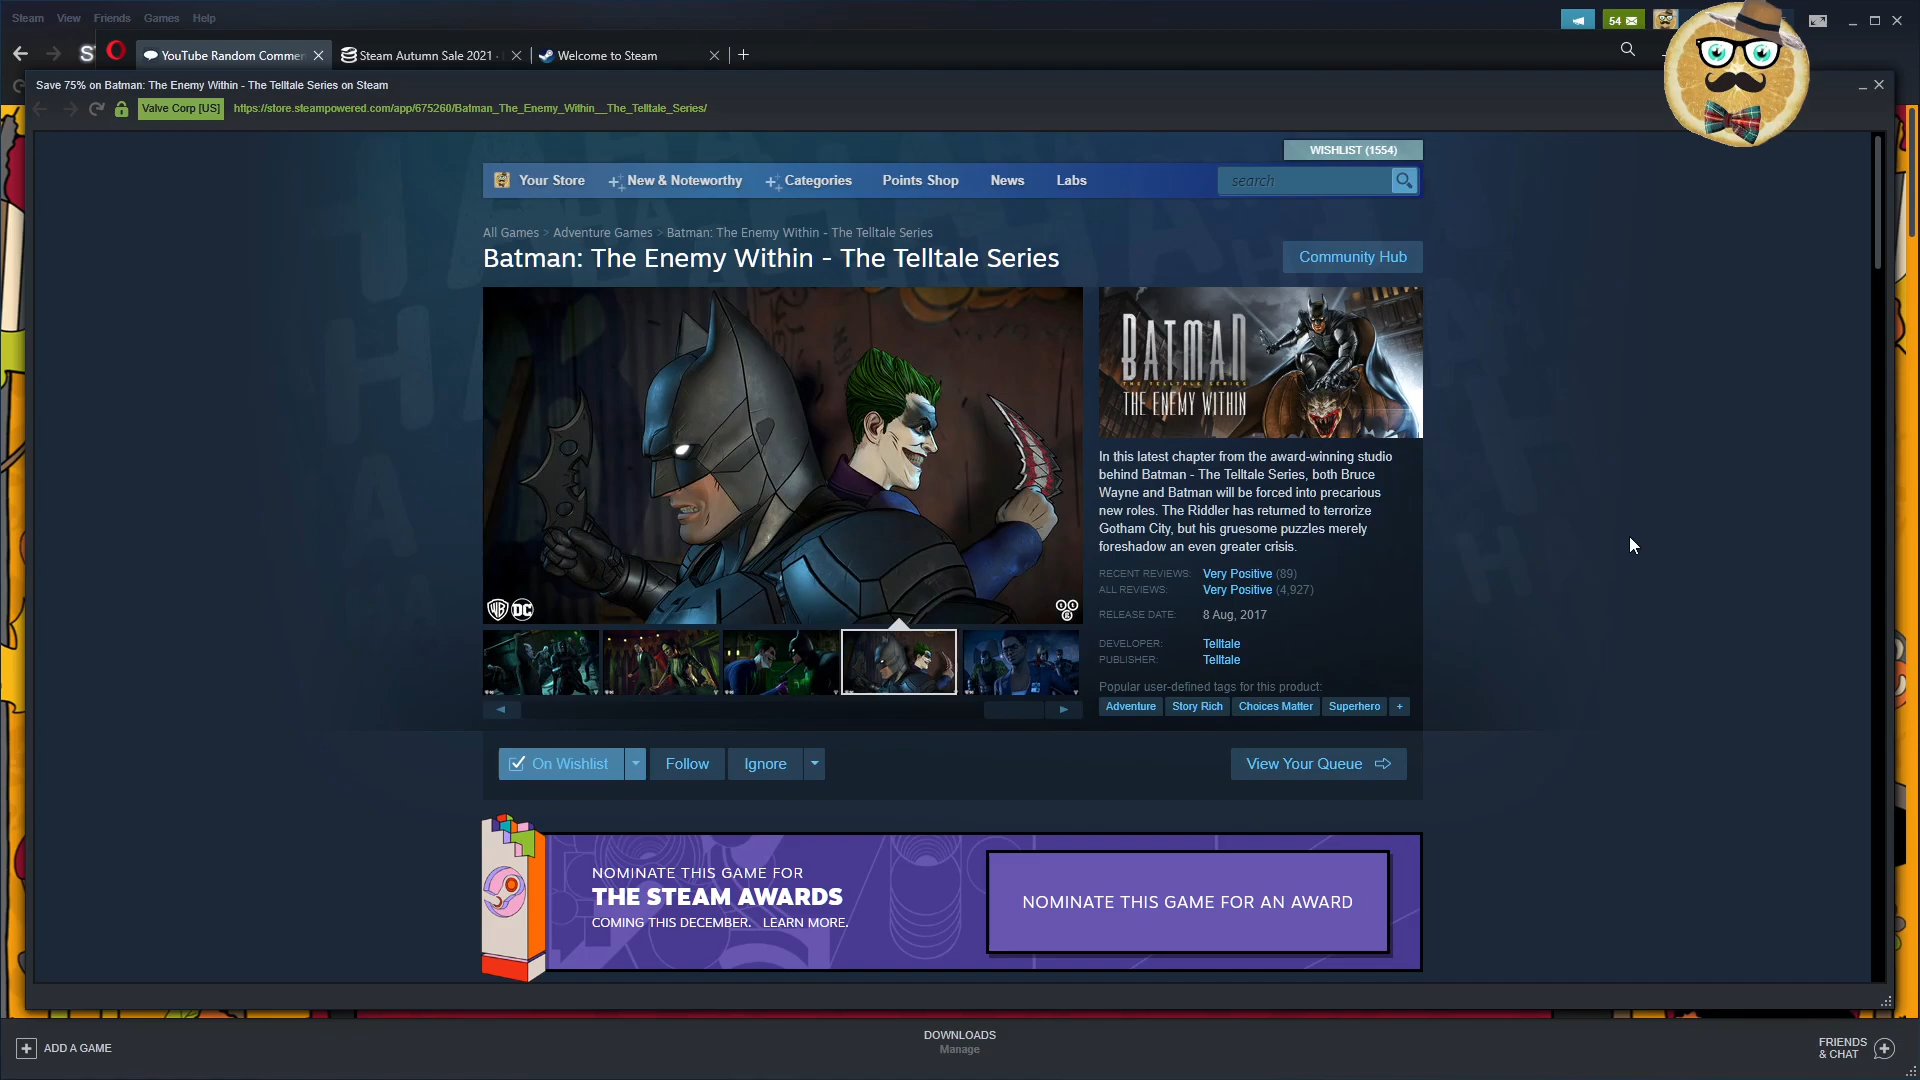 Steam View Friends Games Help
54
YouTube Random Commen
Steam Autumn Sale 2021 ·
Welcome to Steam
Save 75% on Batman: The Enemy Within - The Telltale Series on Steam
Valve Corp [US]
https://store.steampowered.com/app/675260/Batman_The_Enemy_Within__The_Telltale_Series/
WISHLIST (1554)
Your Store New & Noteworthy Categories Points Shop News Labs search
All Games > Adventure Games > Batman: The Enemy Within - The Telltale Series
Batman: The Enemy Within - The Telltale Series
Community Hub
BATMAN
THE TELLTALE SERIES
THE ENEMY WITHIN
In this latest chapter from the award-winning studio
behind Batman - The Telltale Series, both Bruce
Wayne and Batman will be forced into precarious
new roles. The Riddler has returned to terrorize
Gotham City, but his gruesome puzzles merely
foreshadow an even greater crisis.
RECENT REVIEWS: Very Positive (89)
ALL REVIEWS: Very Positive (4,927)
RELEASE DATE: 8 Aug, 2017
DEVELOPER: Telltale
PUBLISHER: Telltale
Popular user-defined tags for this product:
Adventure Story Rich Choices Matter Superhero +
WB DC
On Wishlist Follow Ignore View Your Queue
NOMINATE THIS GAME FOR
THE STEAM AWARDS
COMING THIS DECEMBER. LEARN MORE.
NOMINATE THIS GAME FOR AN AWARD
ADD A GAME
DOWNLOADS
Manage
FRIENDS
& CHAT